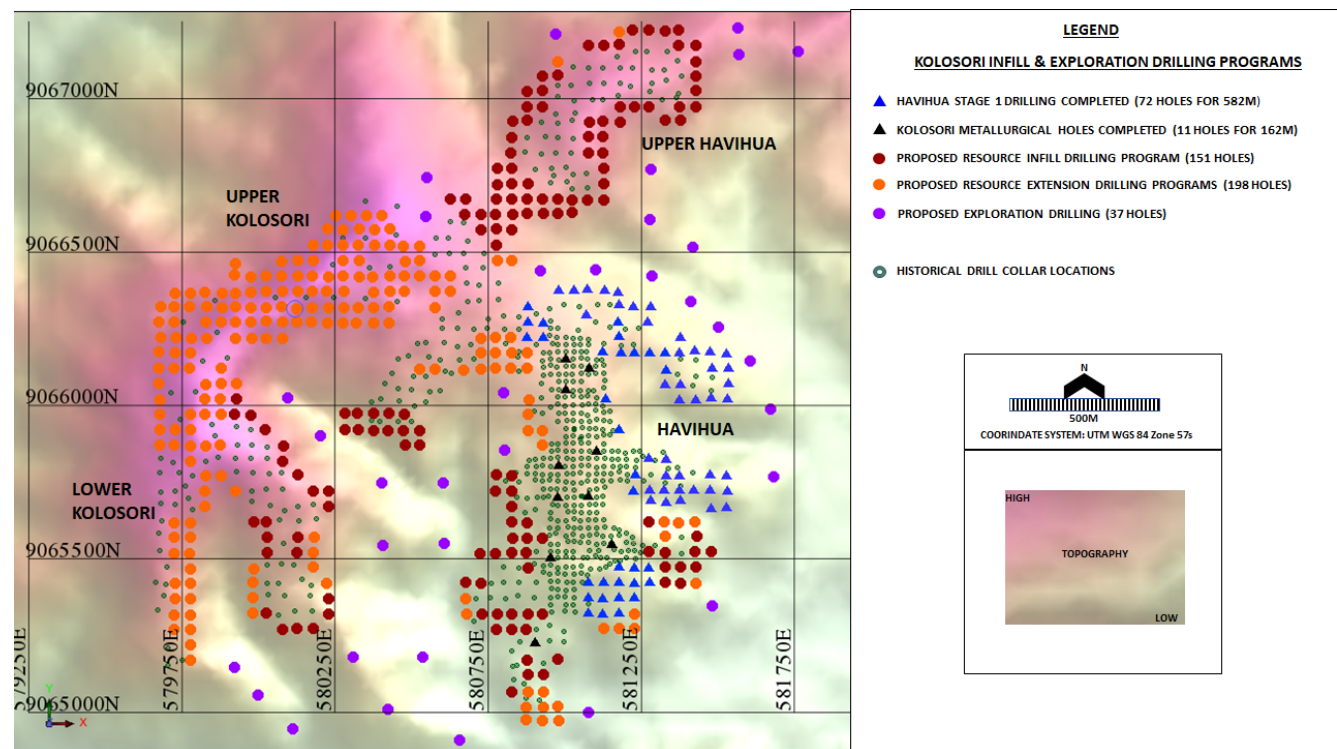 LEGEND
KOLOSORI INFILL & EXPLORATION DRILLING PROGRAMS
HAVIHUA STAGE 1 DRILLING COMPLETED (72 HOLES FOR 582M)
KOLOSORI METALLURGICAL HOLES COMPLETED (11 HOLES FOR 162M)
PROPOSED RESOURCE INFILL DRILLING PROGRAM (151 HOLES)
PROPOSED RESOURCE EXTENSION DRILLING PROGRAMS (198 HOLES)
PROPOSED EXPLORATION DRILLING (37 HOLES)
HISTORICAL DRILL COLLAR LOCATIONS
N
500M
COORINDATE SYSTEM: UTM WGS 84 Zone 57s
HIGH
TOPOGRAPHY
LOW
9067000N
UPPER HAVIHUA
UPPER
KOLOSORI
9066500N
9066000N
HAVIHUA
LOWER
KOLOSORI
9065500N
9065000N
579250E
579750E
580250E
580750E
581250E
581750E
Y
X